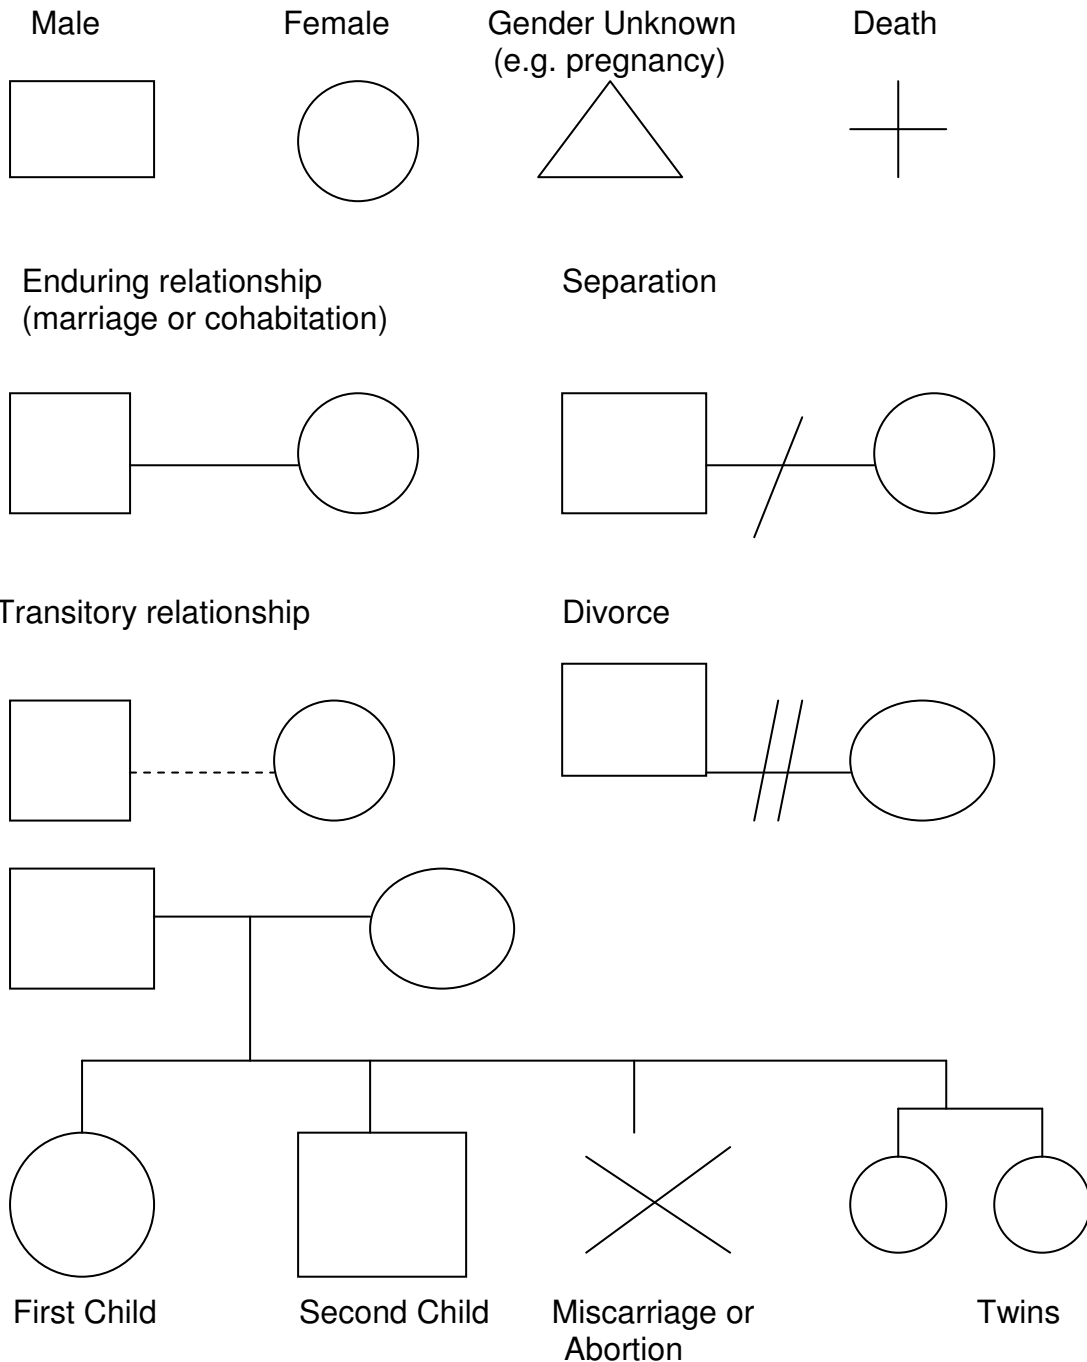 Male
Female
Gender Unknown
(e.g. pregnancy)
Death
Enduring relationship
(marriage or cohabitation)
Separation
Transitory relationship
Divorce
First Child
Second Child
Miscarriage or
Abortion
Twins